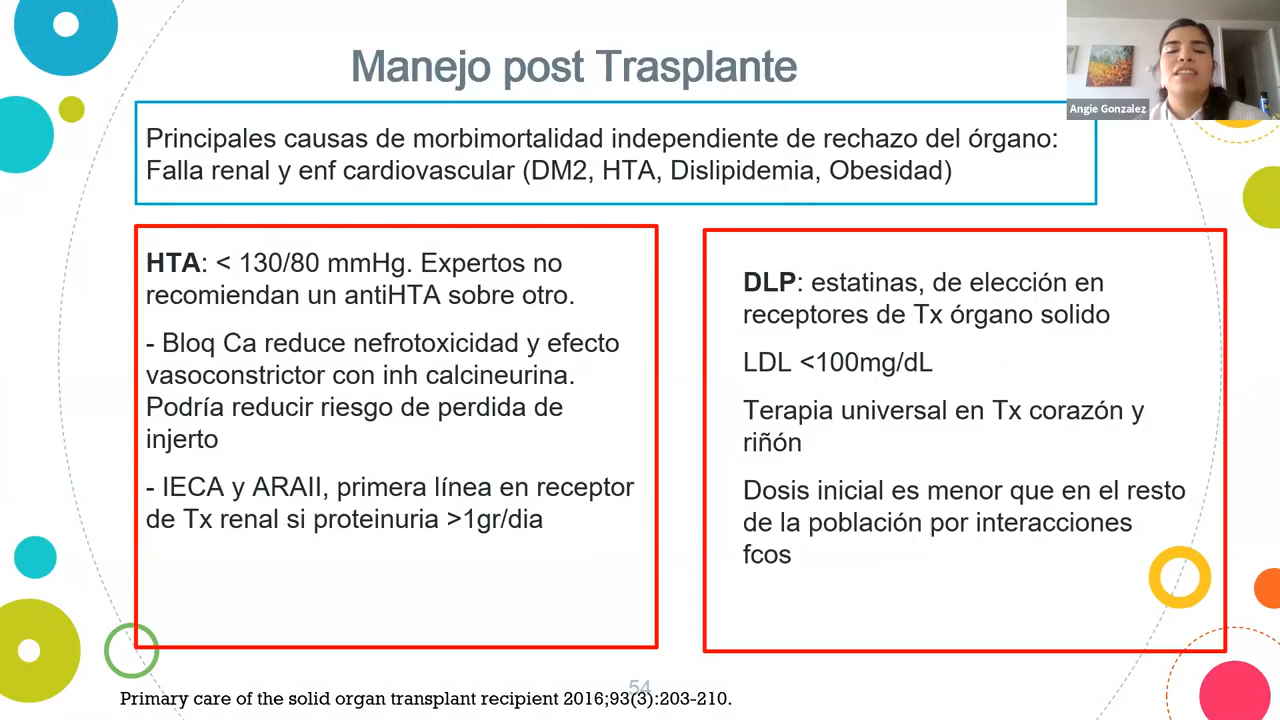 Manejo post Trasplante
Angie Gonzalez
Principales causas de morbimortalidad independiente de rechazo del órgano:
Falla renal y enf cardiovascular (DM2, HTA, Dislipidemia, Obesidad)
HTA: < 130/80 mmHg. Expertos no
recomiendan un antiHTA sobre otro.
- Bloq Ca reduce nefrotoxicidad y efecto
vasoconstrictor con inh calcineurina.
Podría reducir riesgo de perdida de
injerto
- IECA y ARAII, primera línea en receptor
de Tx renal si proteinuria >1gr/dia
DLP: estatinas, de elección en
receptores de Tx órgano solido
LDL <100mg/dL
Terapia universal en Tx corazón y
riñón
Dosis inicial es menor que en el resto
de la población por interacciones
fcos
54
Primary care of the solid organ transplant recipient 2016;93(3):203-210.